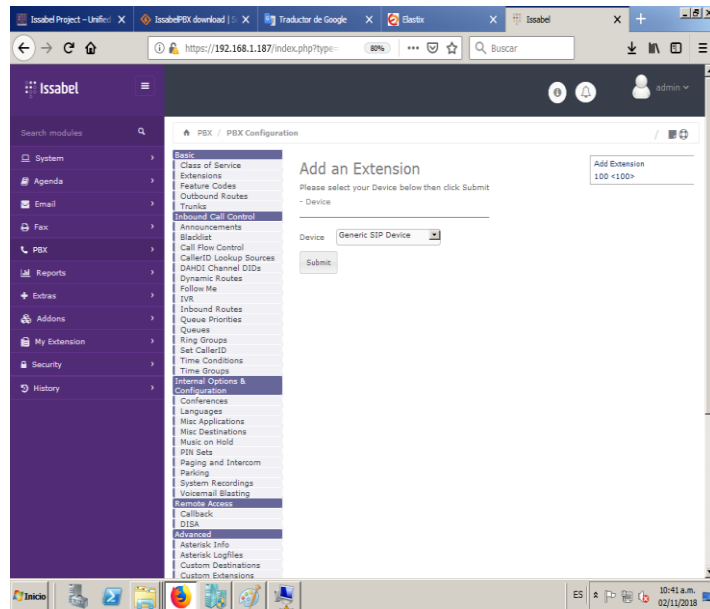 Issabel Project – Unified
IssabelPBX download | S
Traductor de Google
Elastix
Issabel
https://192.168.1.187/index.php?type=
80%
Buscar
Issabel
admin
Search modules
System
Agenda
Email
Fax
PBX
Reports
Extras
Addons
My Extension
Security
History
PBX / PBX Configuration
/
Basic
Class of Service
Extensions
Feature Codes
Outbound Routes
Trunks
Inbound Call Control
Announcements
Blacklist
Call Flow Control
CallerID Lookup Sources
DAHDI Channel DIDs
Dynamic Routes
Follow Me
IVR
Inbound Routes
Queue Priorities
Queues
Ring Groups
Set CallerID
Time Conditions
Time Groups
Internal Options &
Configuration
Conferences
Languages
Misc Applications
Misc Destinations
Music on Hold
PIN Sets
Paging and Intercom
Parking
System Recordings
Voicemail Blasting
Remote Access
Callback
DISA
Advanced
Asterisk Info
Asterisk Logfiles
Custom Destinations
Custom Extensions
Add an Extension
Please select your Device below then click Submit
- Device
Device
Generic SIP Device
Submit
Add Extension
100 <100>
Inicio
ES
10:41 a.m.
02/11/2018